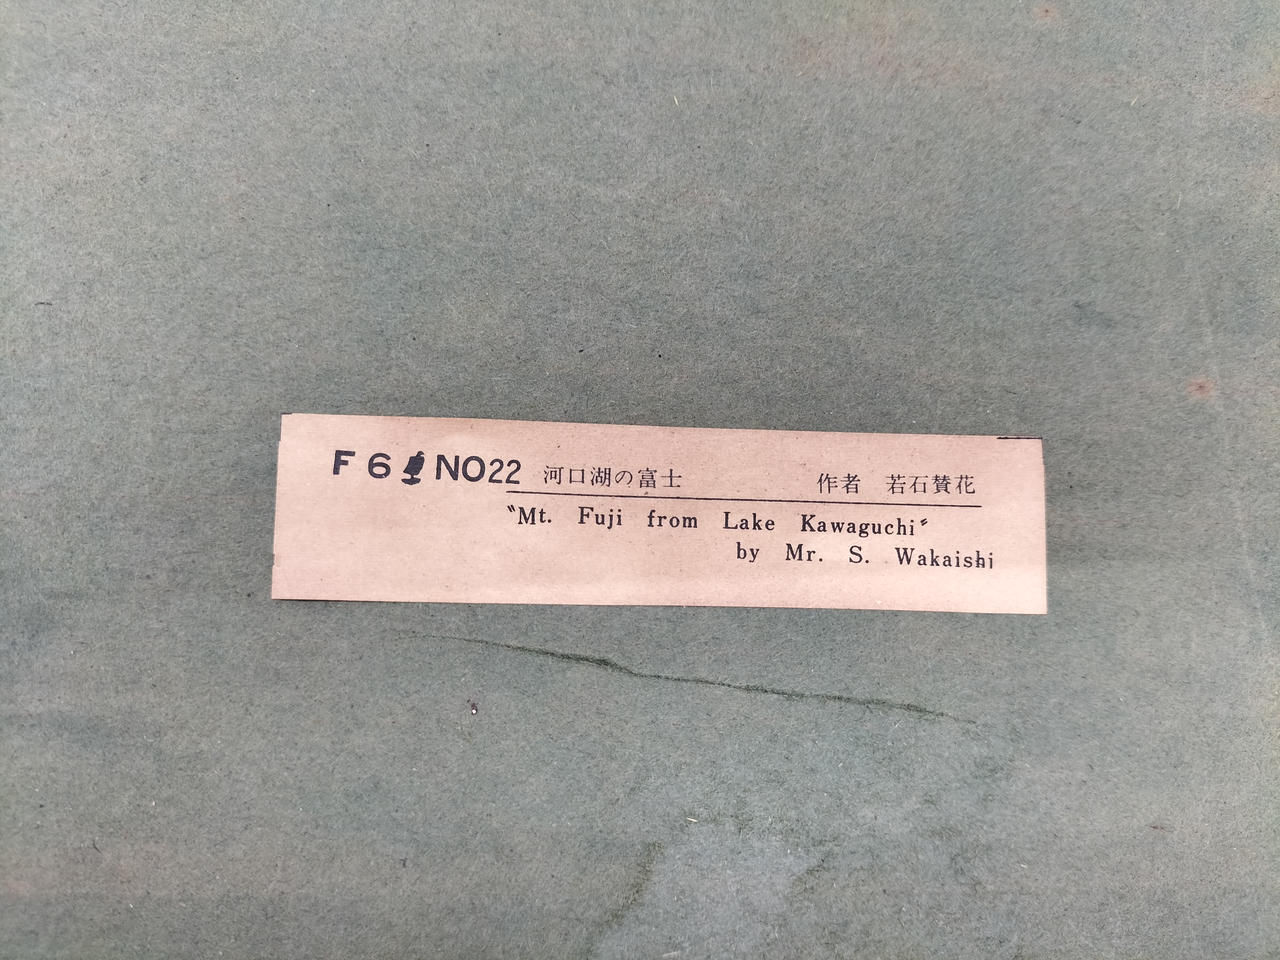 F 6 NO22 河口湖の富士 作者 若石賛花
〝Mt. Fuji from Lake Kawaguchi〞
by Mr. S. Wakaishi